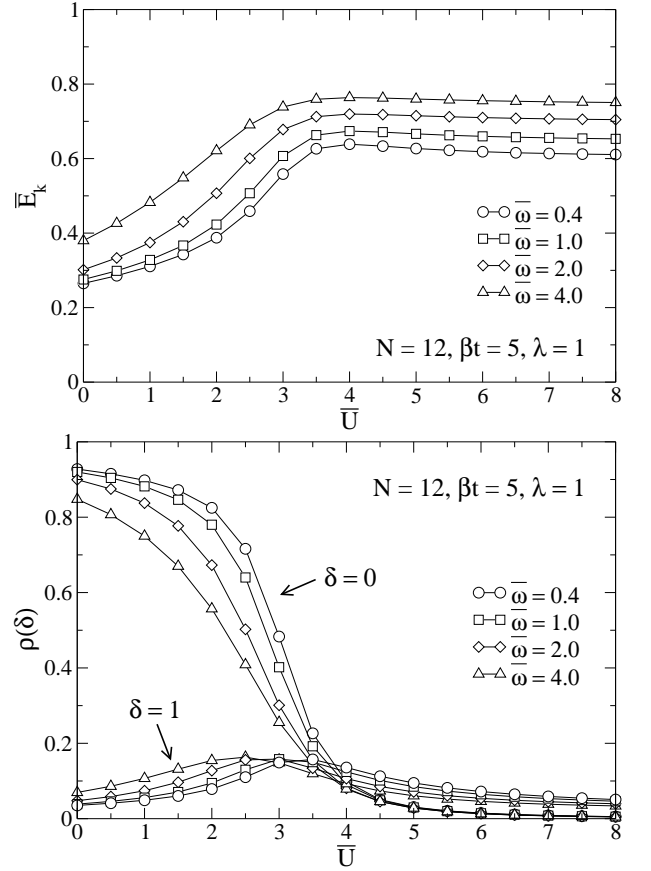 1
0.8
0.6
0.4
0.2
0
E̅ₖ
ω̅ = 0.4
ω̅ = 1.0
ω̅ = 2.0
ω̅ = 4.0
N = 12, βt = 5, λ = 1
0 1 2 3 4 5 6 7 8
U̅
1
0.8
0.6
0.4
0.2
0
ρ(δ)
N = 12, βt = 5, λ = 1
δ = 0
ω̅ = 0.4
ω̅ = 1.0
ω̅ = 2.0
ω̅ = 4.0
δ = 1
0 1 2 3 4 5 6 7 8
U̅